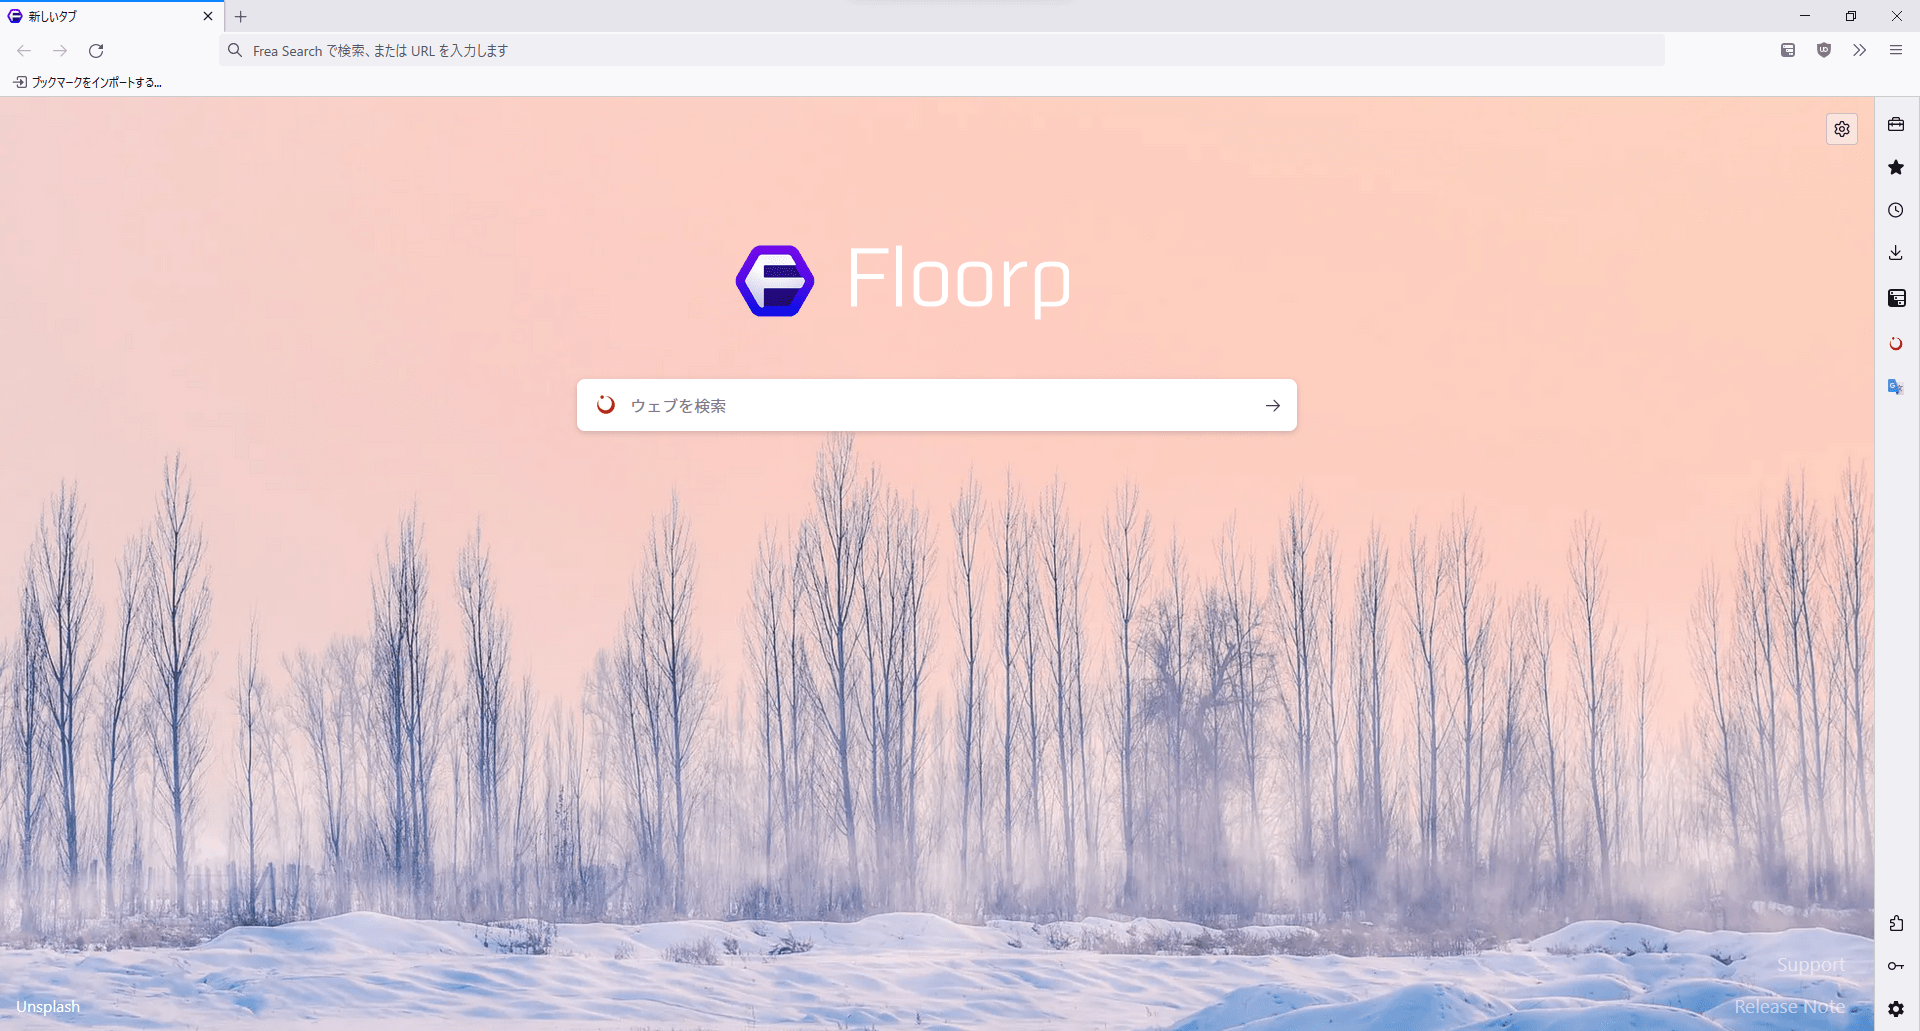 新しいタブ
Frea Search で検索、または URL を入力します
ブックマークをインポートする...
Floorp
ウェブを検索
Support
Unsplash
Release Note